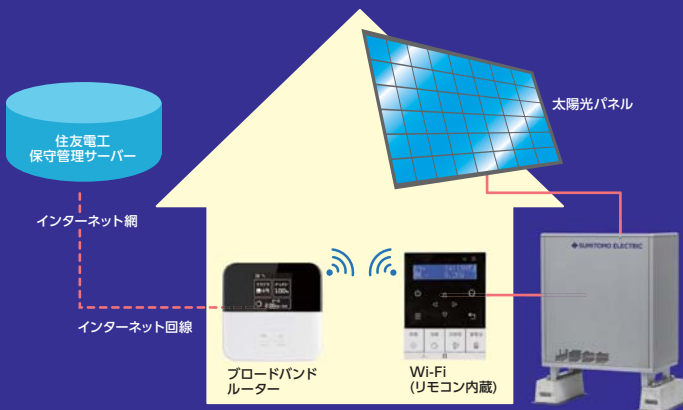 太陽光パネル
住友電工
保守管理サーバー
インターネット網
SUMITOMO ELECTRIC
インターネット回線
ブロードバンド
ルーター
Wi-Fi
(リモコン内蔵)